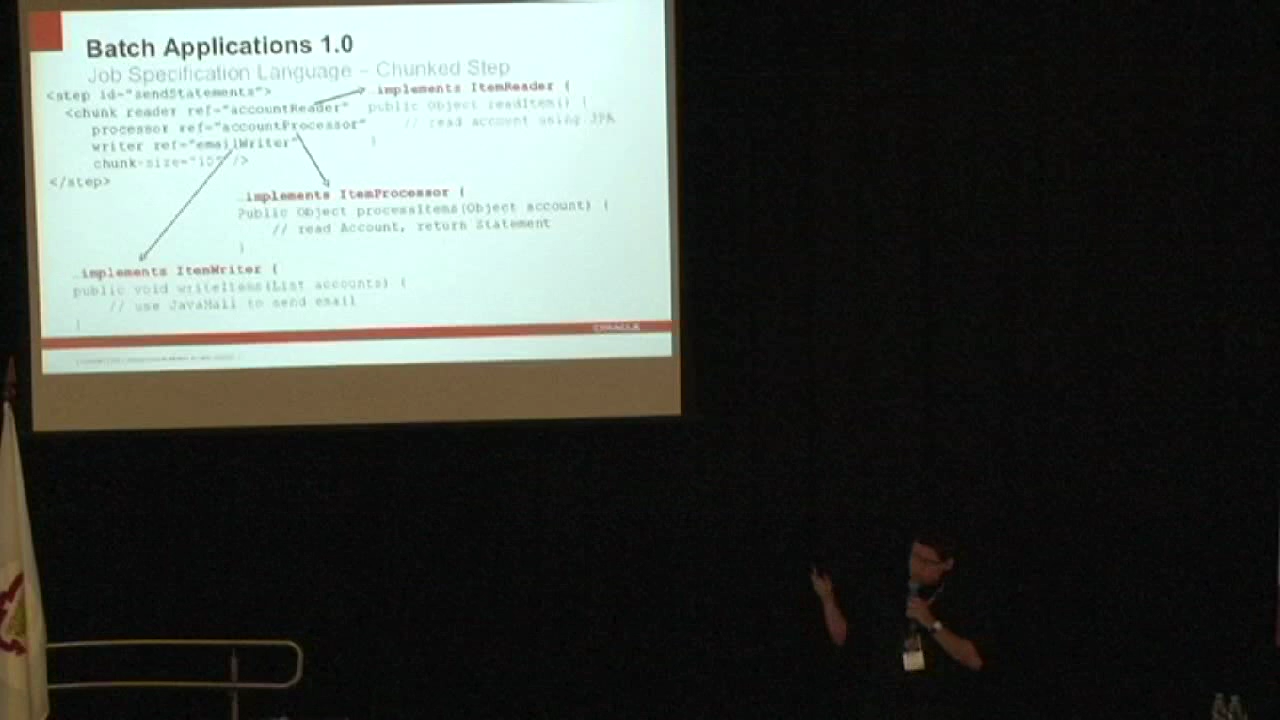 Batch Applications 1.0
Job Specification Language – Chunked Step
<step id="sendStatements">
<chunk reader ref="accountReader"
processor ref="accountProcessor"
writer ref="emailWriter"
chunk-size="10" />
</step>
…implements ItemReader {
public Object readItem() {
// read account using JPA
}
…implements ItemProcessor {
Public Object processItems(Object account) {
// read Account, return Statement
}
…implements ItemWriter {
public void writeItems(List accounts) {
// use JavaMail to send email
}
ORACLE